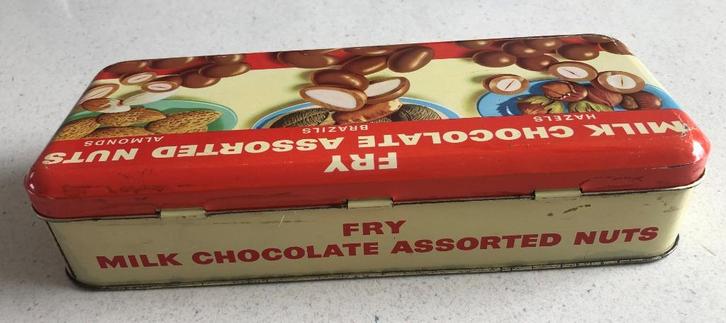 HAZELS
BRAZILS
ALMONDS
MILK CHOCOLATE ASSORTED NUTS
FRY
FRY
MILK CHOCOLATE ASSORTED NUTS